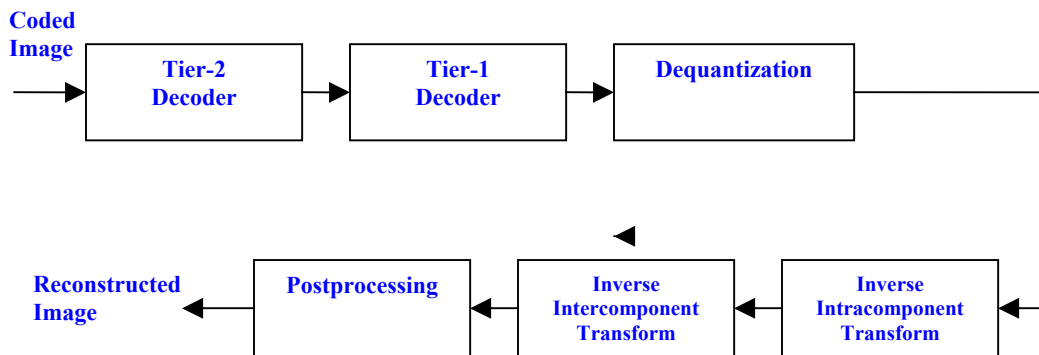 Coded
Image
Tier-2
Decoder
Tier-1
Decoder
Dequantization
Reconstructed
Image
Postprocessing
Inverse
Intercomponent
Transform
Inverse
Intracomponent
Transform